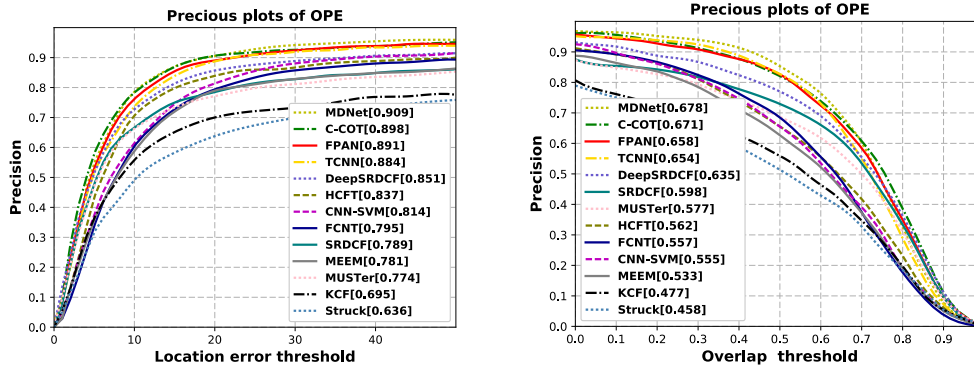 Precious plots of OPE
Precision
0.9
0.8
0.7
0.6
0.5
0.4
0.3
0.2
0.1
0.0
0
10
20
30
40
Location error threshold
MDNet[0.909]
C-COT[0.898]
FPAN[0.891]
TCNN[0.884]
DeepSRDCF[0.851]
HCFT[0.837]
CNN-SVM[0.814]
FCNT[0.795]
SRDCF[0.789]
MEEM[0.781]
MUSTer[0.774]
KCF[0.695]
Struck[0.636]
Precious plots of OPE
Precision
0.9
0.8
0.7
0.6
0.5
0.4
0.3
0.2
0.1
0.0
0.0
0.1
0.2
0.3
0.4
0.5
0.6
0.7
0.8
0.9
Overlap threshold
MDNet[0.678]
C-COT[0.671]
FPAN[0.658]
TCNN[0.654]
DeepSRDCF[0.635]
SRDCF[0.598]
MUSTer[0.577]
HCFT[0.562]
FCNT[0.557]
CNN-SVM[0.555]
MEEM[0.533]
KCF[0.477]
Struck[0.458]